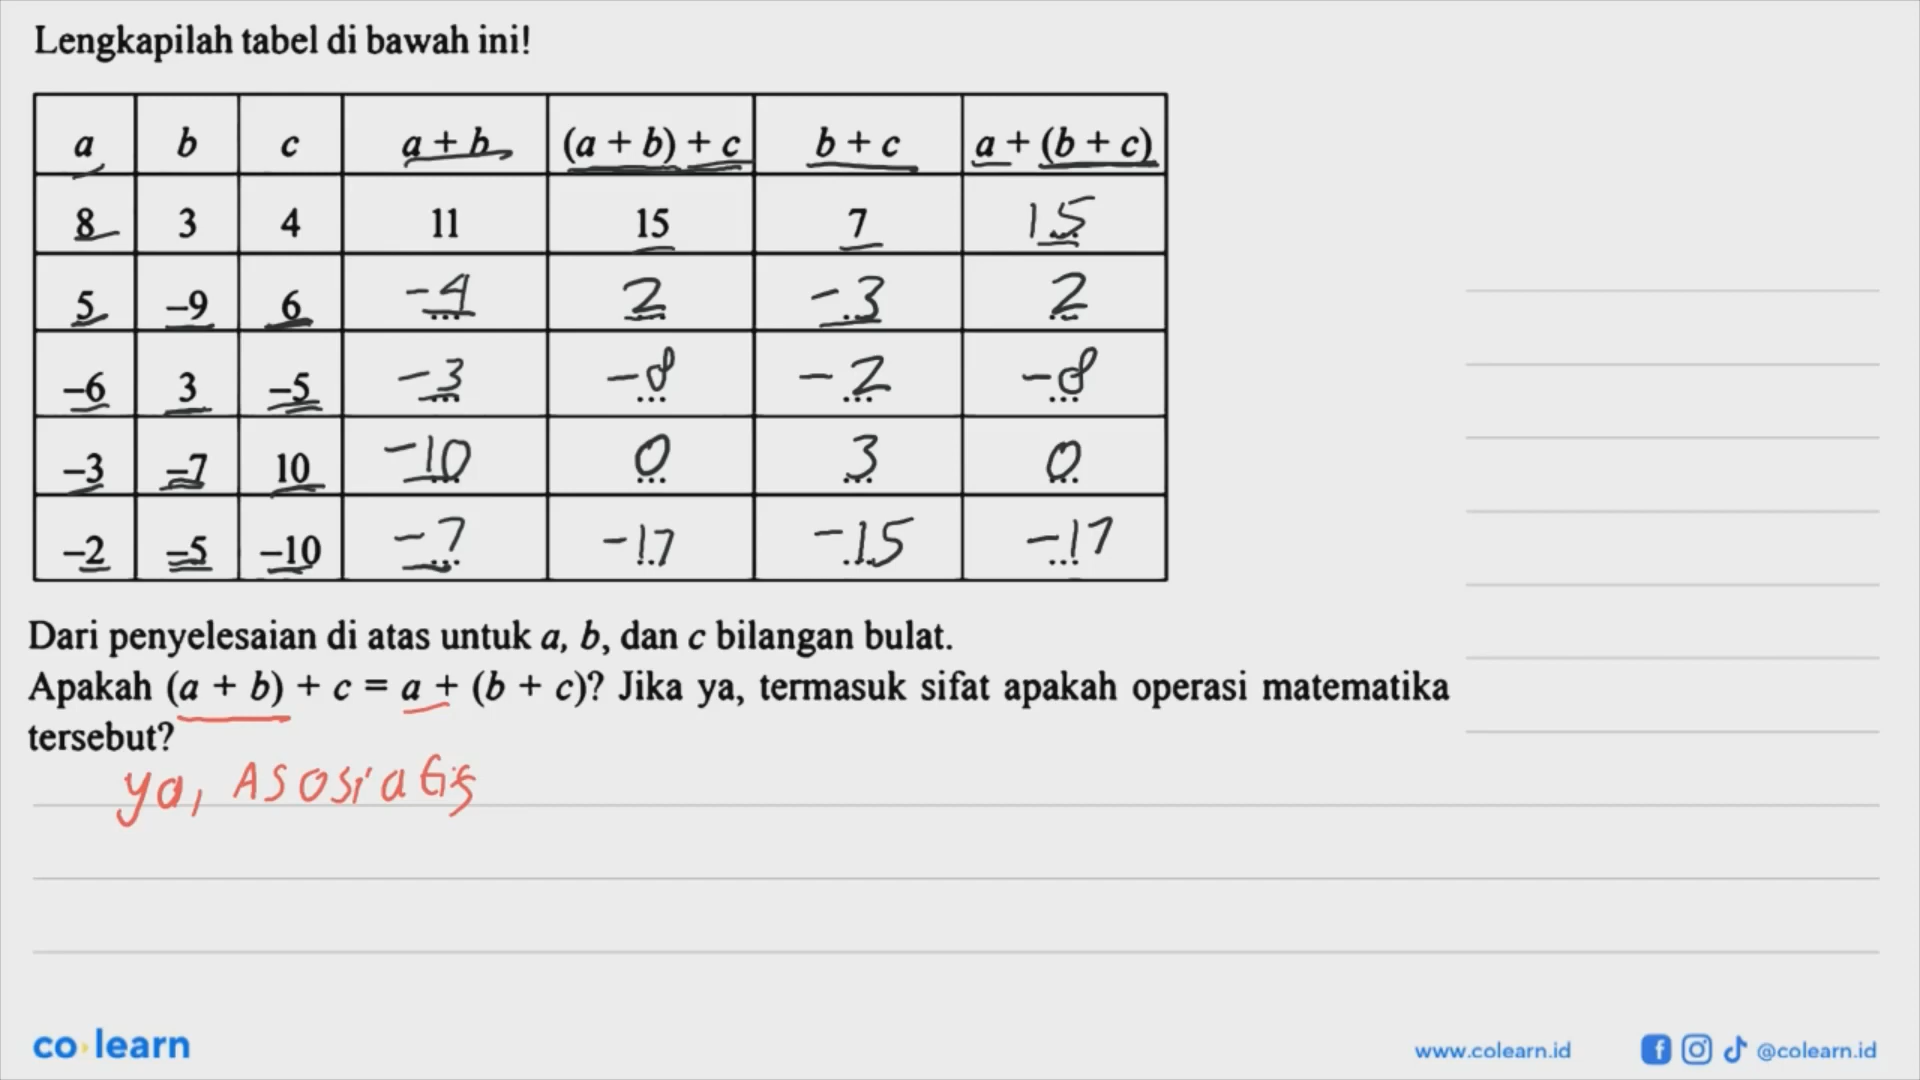 Lengkapilah tabel di bawah ini!
a b c a + b (a + b) + c b + c a + (b + c)
8 3 4 11 15 7 15
5 –9 6 -4 2 -3 2
–6 3 –5 -3 -8 -2 -8
–3 –7 10 -10 0 3 0
–2 –5 –10 -7 -17 -15 -17
Dari penyelesaian di atas untuk a, b, dan c bilangan bulat.
Apakah (a + b) + c = a + (b + c)? Jika ya, termasuk sifat apakah operasi matematika
tersebut?
ya, Asosiatif
co learn
www.colearn.id
@colearn.id